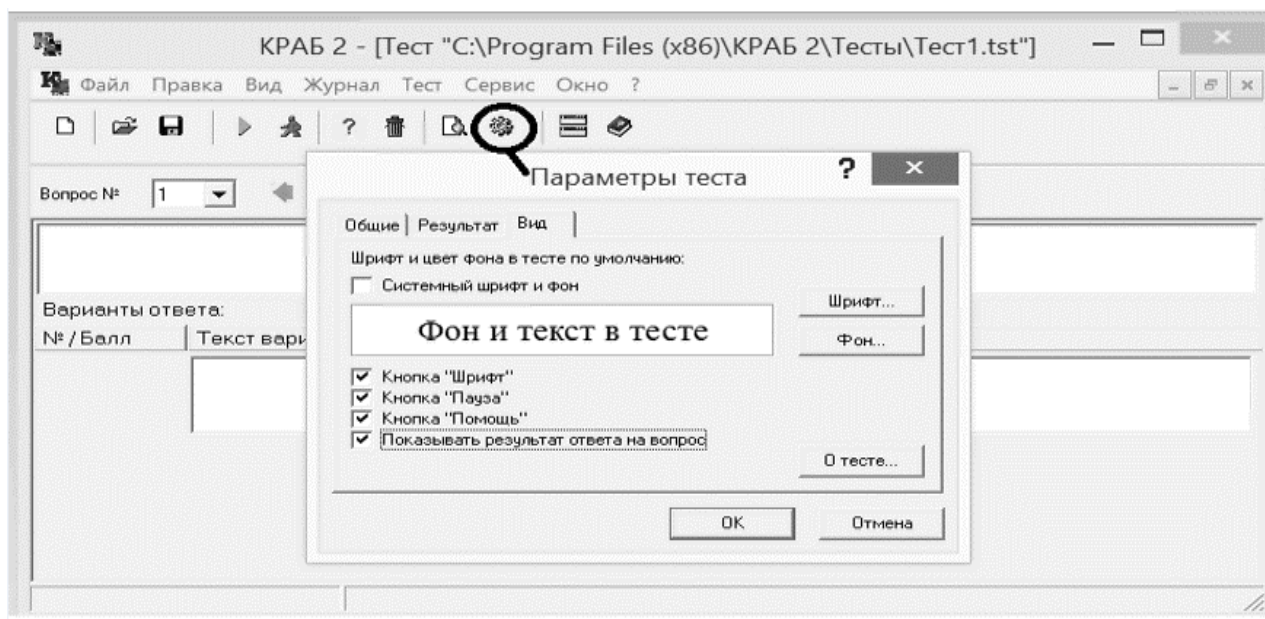 КРАБ 2 - [Тест "C:\Program Files (x86)\КРАБ 2\Тесты\Тест1.tst"]
Файл Правка Вид Журнал Тест Сервис Окно ?
?
Параметры теста ?
Вопрос № 1
Общие Результат Вид
Шрифт и цвет фона в тесте по умолчанию:
Системный шрифт и фон
Шрифт...
Варианты ответа:
Фон и текст в тесте
Фон...
№ / Балл Текст вари
Кнопка "Шрифт"
Кнопка "Пауза"
Кнопка "Помощь"
Показывать результат ответа на вопрос
О тесте...
OK Отмена